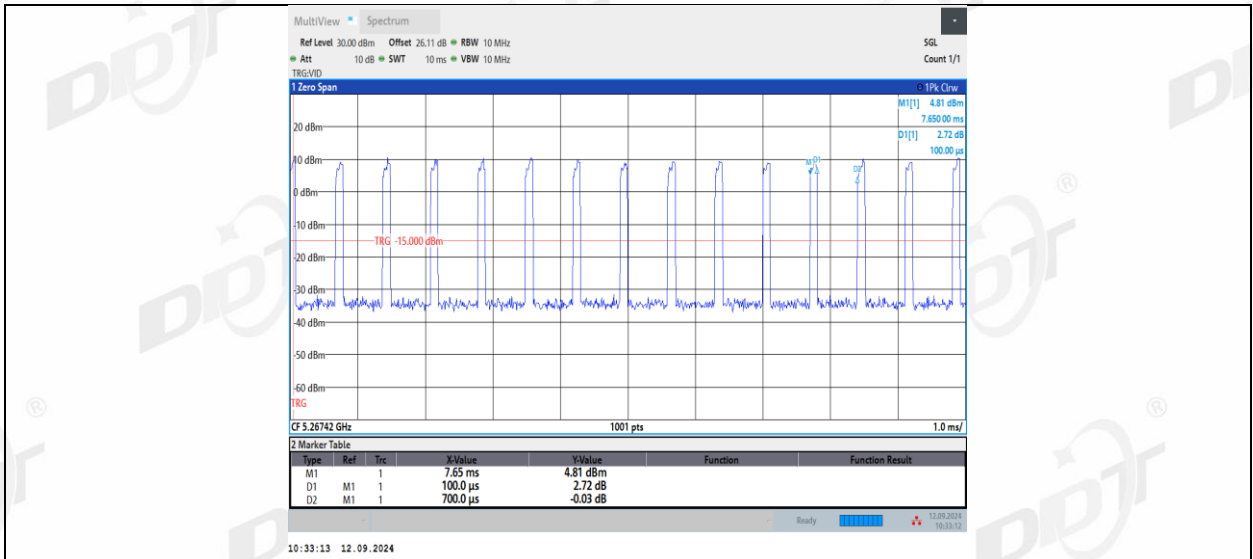 MultiView Spectrum
Ref Level 30.00 dBm Offset 26.11 dB RBW 10 MHz SGL
Att 10 dB SWT 10 ms VBW 10 MHz Count 1/1
TRG:VID
1 Zero Span 1Pk Clrw
M1[1] 4.81 dBm
7.650 00 ms
D1[1] 2.72 dB
100.00 µs
20 dBm
10 dBm
M1 D1 D2
0 dBm
-10 dBm
TRG -15.000 dBm
-20 dBm
-30 dBm
-40 dBm
-50 dBm
-60 dBm
TRG
CF 5.26742 GHz 1001 pts 1.0 ms/
2 Marker Table
Type Ref Trc X-Value Y-Value Function Function Result
M1 1 7.65 ms 4.81 dBm
D1 M1 1 100.0 µs 2.72 dB
D2 M1 1 700.0 µs -0.03 dB
Ready 12.09.2024
10:33:12
10:33:13 12.09.2024
DDT
®